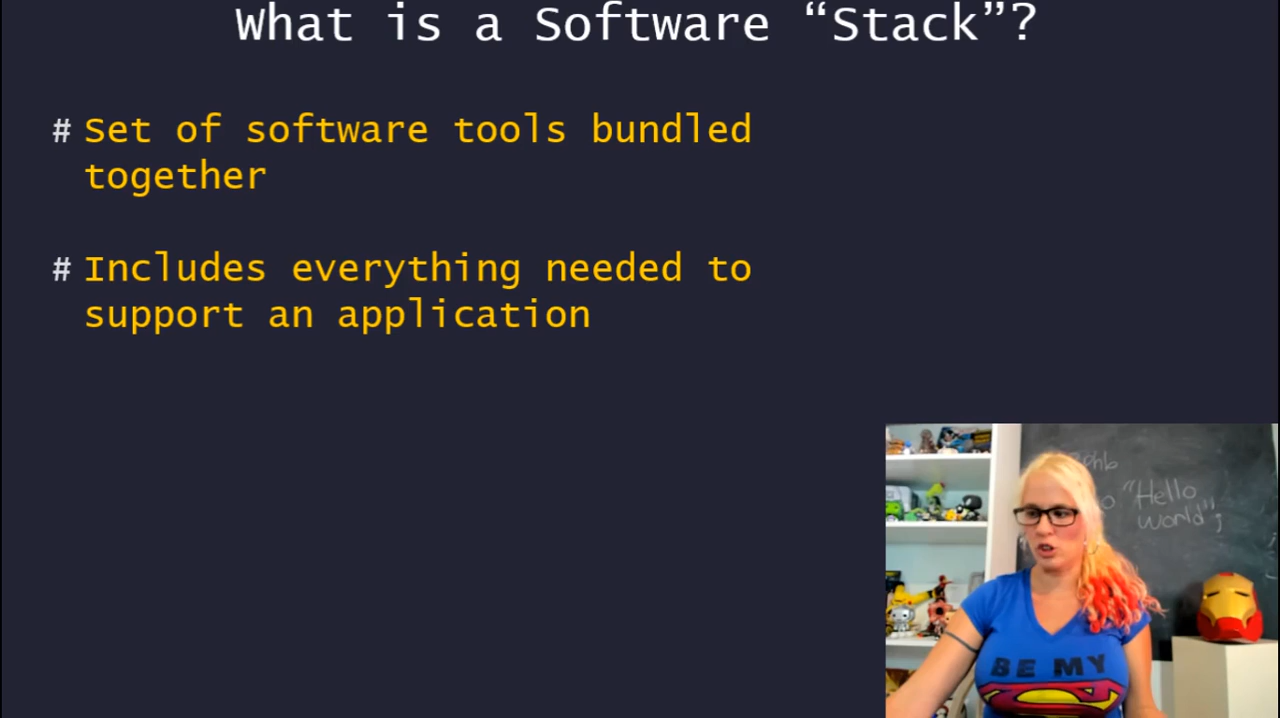 What is a Software “Stack”?
# Set of software tools bundled
together
# Includes everything needed to
support an application
“Hello
world”;
BE MY